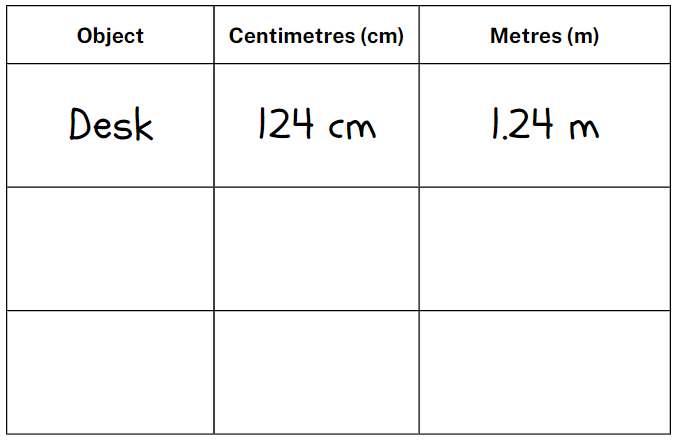 Object Centimetres (cm) Metres (m)
Desk 124 cm 1.24 m